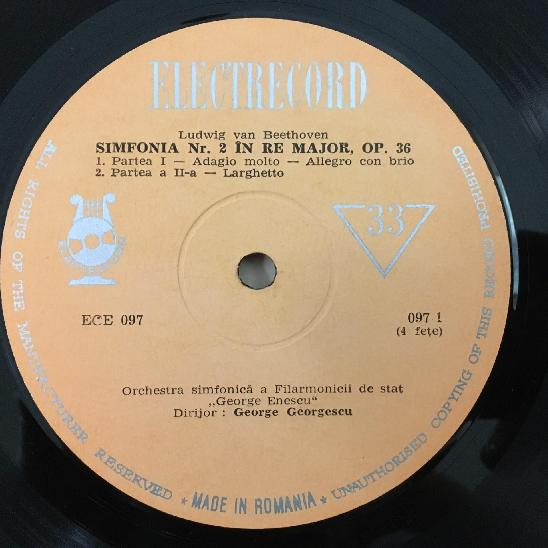 ELECTRECORD
Ludwig van Beethoven
SIMFONIA Nr. 2 ÎN RE MAJOR, OP. 36
1. Partea I — Adagio molto — Allegro con brio
2. Partea a II-a — Larghetto
33
ECE 097
097 1
(4 fețe)
Orchestra simfonică a Filarmonicii de stat
„George Enescu“
Dirijor : George Georgescu
ALL RIGHTS OF THE MANUFACTURER RESERVED * MADE IN ROMANIA * UNAUTHORISED COPYING OF THIS RECORD PROHIBITED